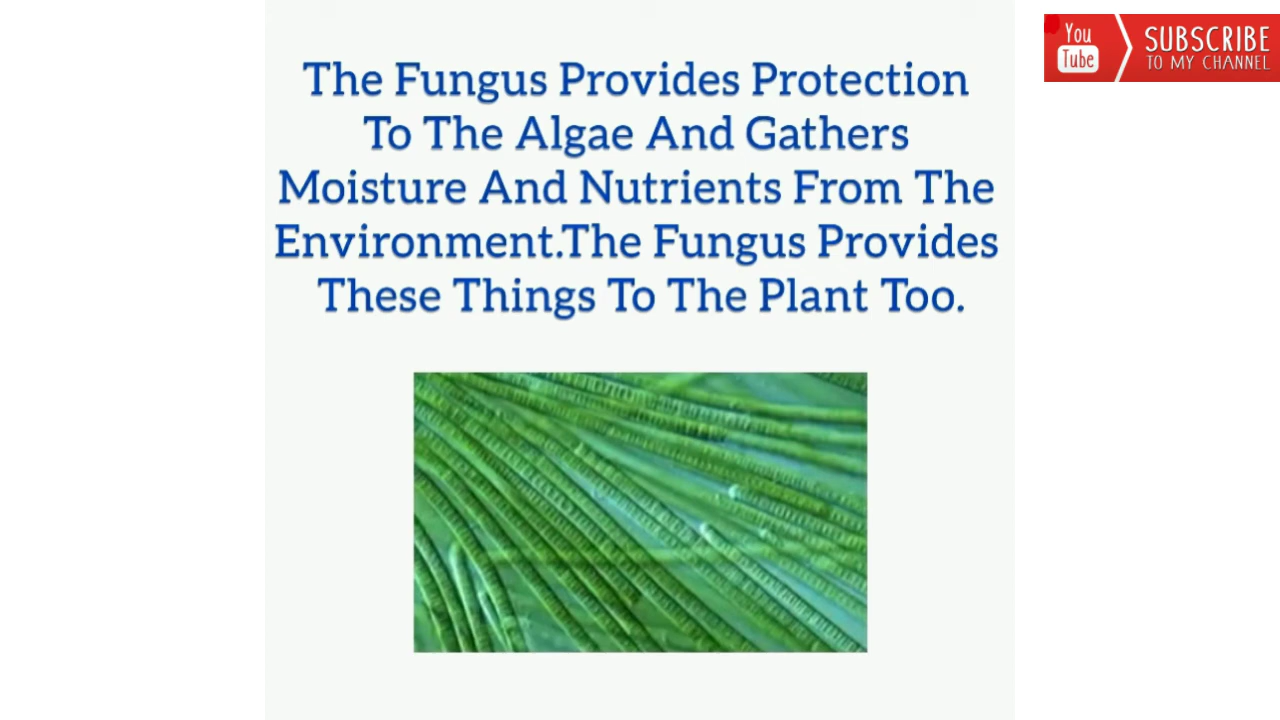 The Fungus Provides Protection
To The Algae And Gathers
Moisture And Nutrients From The
Environment.The Fungus Provides
These Things To The Plant Too.
You
Tube
SUBSCRIBE
TO MY CHANNEL